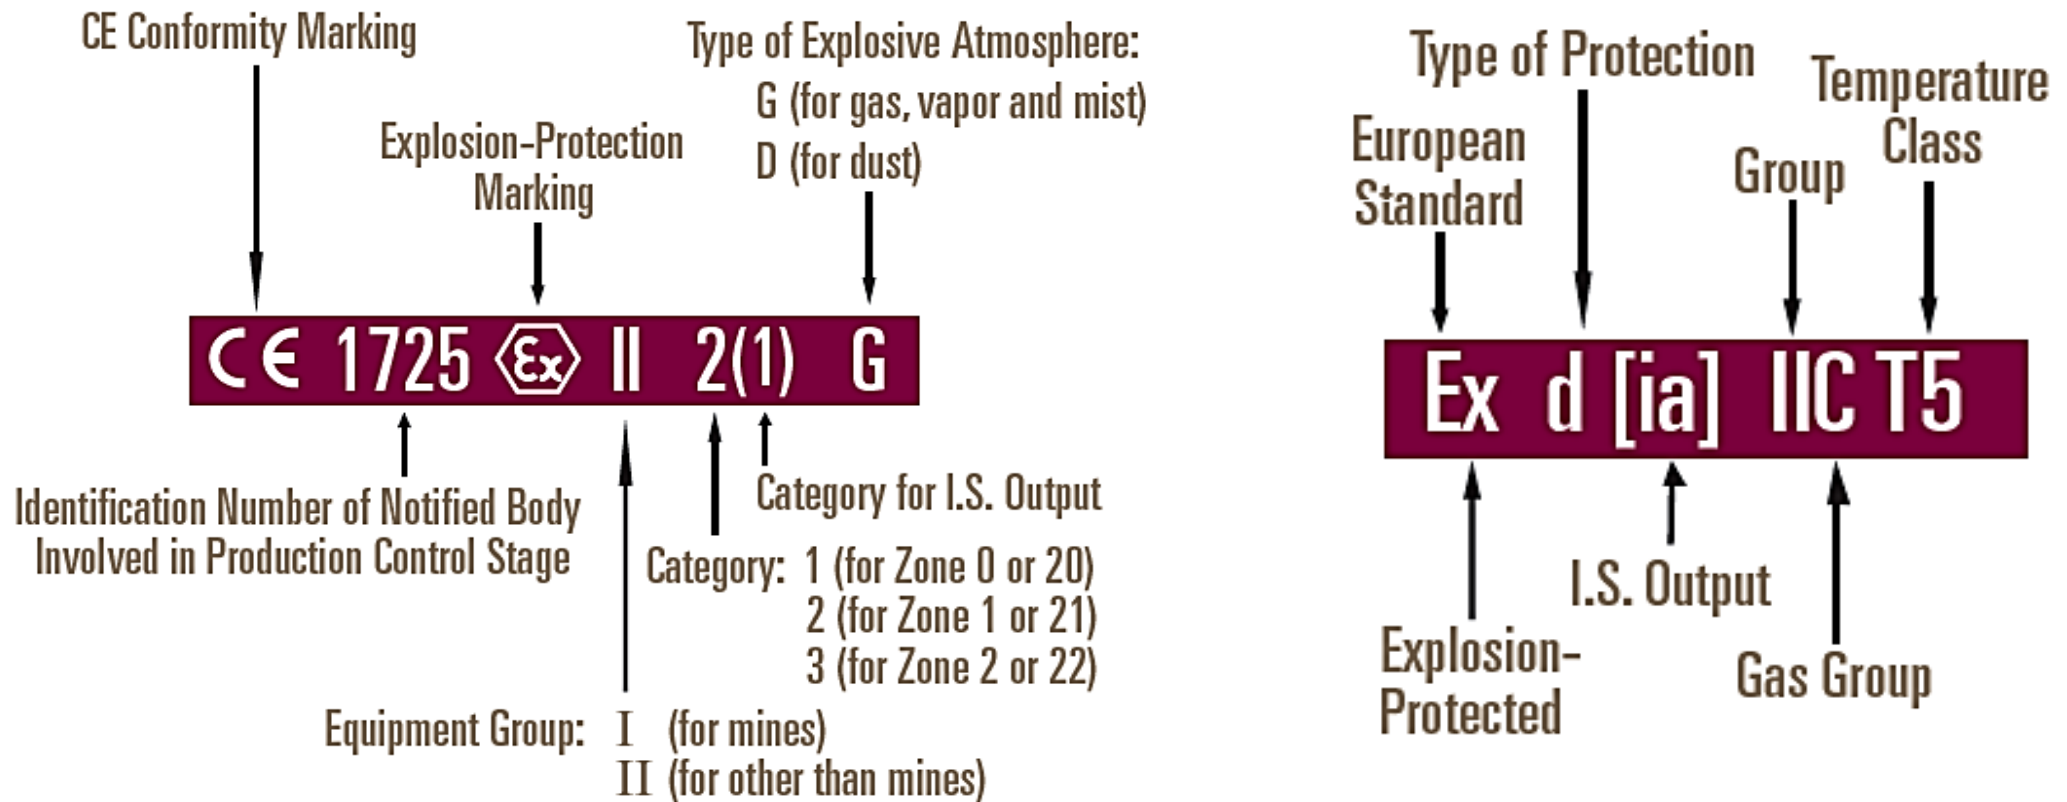 CE Conformity Marking
Type of Explosive Atmosphere:
G (for gas, vapor and mist)
D (for dust)
Explosion-Protection
Marking
CE 1725 Ex II 2(1) G
Identification Number of Notified Body
Involved in Production Control Stage
Category for I.S. Output
Category: 1 (for Zone 0 or 20)
2 (for Zone 1 or 21)
3 (for Zone 2 or 22)
Equipment Group: I (for mines)
II (for other than mines)
Type of Protection
Temperature
Class
European
Standard
Group
Ex d [ia] IIC T5
I.S. Output
Explosion-
Protected
Gas Group